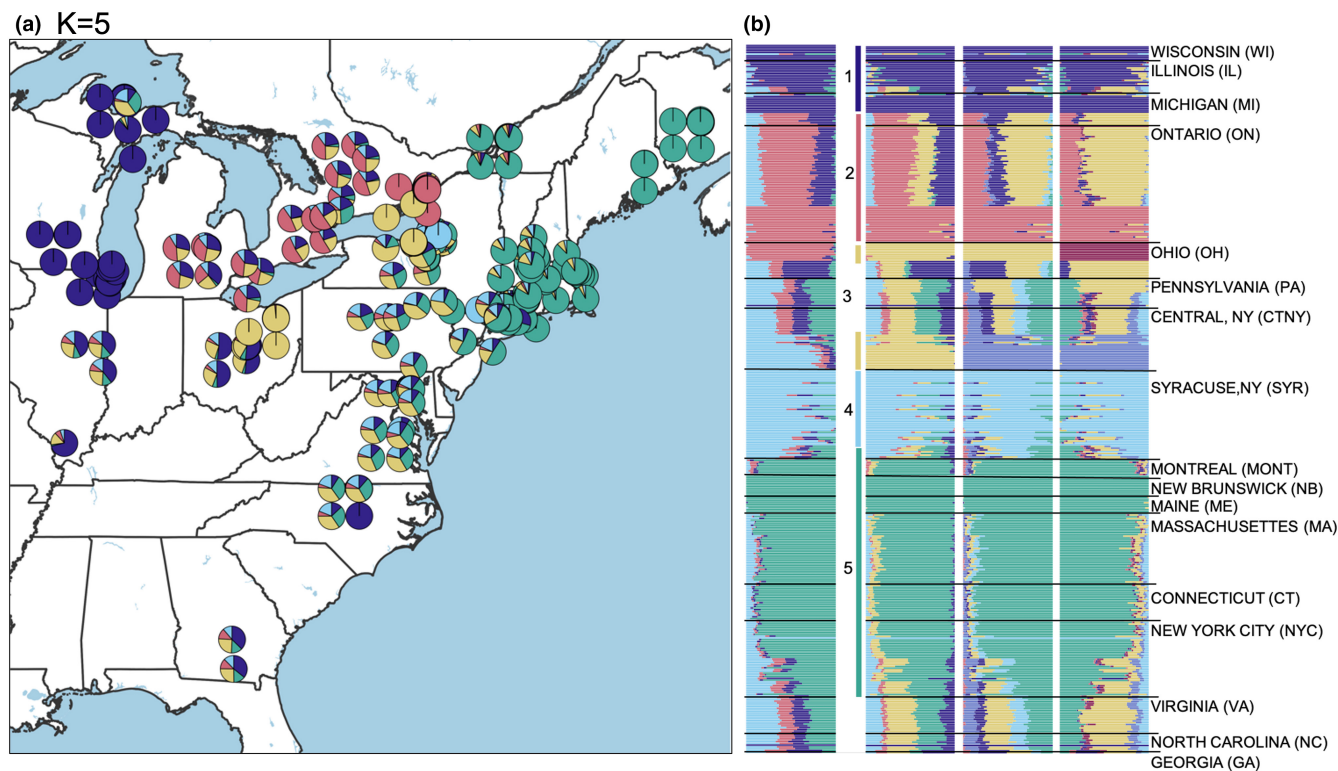 (a) K=5
(b)
1
2
3
4
5
WISCONSIN (WI)
ILLINOIS (IL)
MICHIGAN (MI)
ONTARIO (ON)
OHIO (OH)
PENNSYLVANIA (PA)
CENTRAL, NY (CTNY)
SYRACUSE,NY (SYR)
MONTREAL (MONT)
NEW BRUNSWICK (NB)
MAINE (ME)
MASSACHUSETTES (MA)
CONNECTICUT (CT)
NEW YORK CITY (NYC)
VIRGINIA (VA)
NORTH CAROLINA (NC)
GEORGIA (GA)